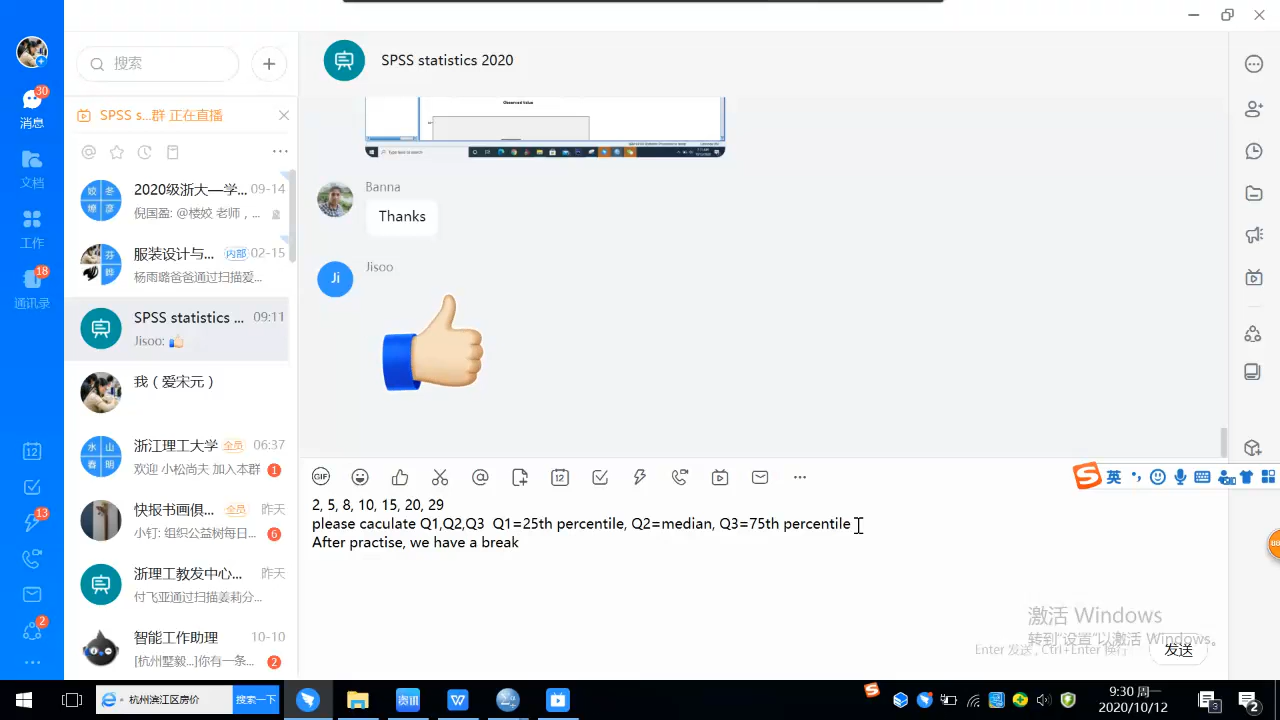 搜索
SPSS statistics 2020
30
消息
SPSS s...群 正在直播
Observed Value
文档
2020级浙大—学... 09-14
倪国盈: @楼姣 老师，...
Banna
Thanks
工作
服装设计与... 内部 02-15
杨雨璐爸爸通过扫描爱...
18
通讯录
Jisoo
Ji
SPSS statistics ... 09:11
Jisoo:
我（爱宋元）
浙江理工大学 全员 06:37
欢迎 小松尚夫 加入本群 1
12
GIF
12
英
2, 5, 8, 10, 15, 20, 29
please caculate Q1,Q2,Q3 Q1=25th percentile, Q2=median, Q3=75th percentile
After practise, we have a break
快报书画俱... 全员 昨天
小钉: 组织公益树每日... 6
13
浙理工教发中心... 昨天
付飞亚通过扫描姜莉分...
2
智能工作助理 10-10
[杭州墅毅...]你有一条... 2
激活 Windows
转到"设置"以激活 Windows。
Enter 发送, Ctrl+Enter 换行
发送
杭州滨江区房价 搜索一下
9:30 周一
2020/10/12
3
2